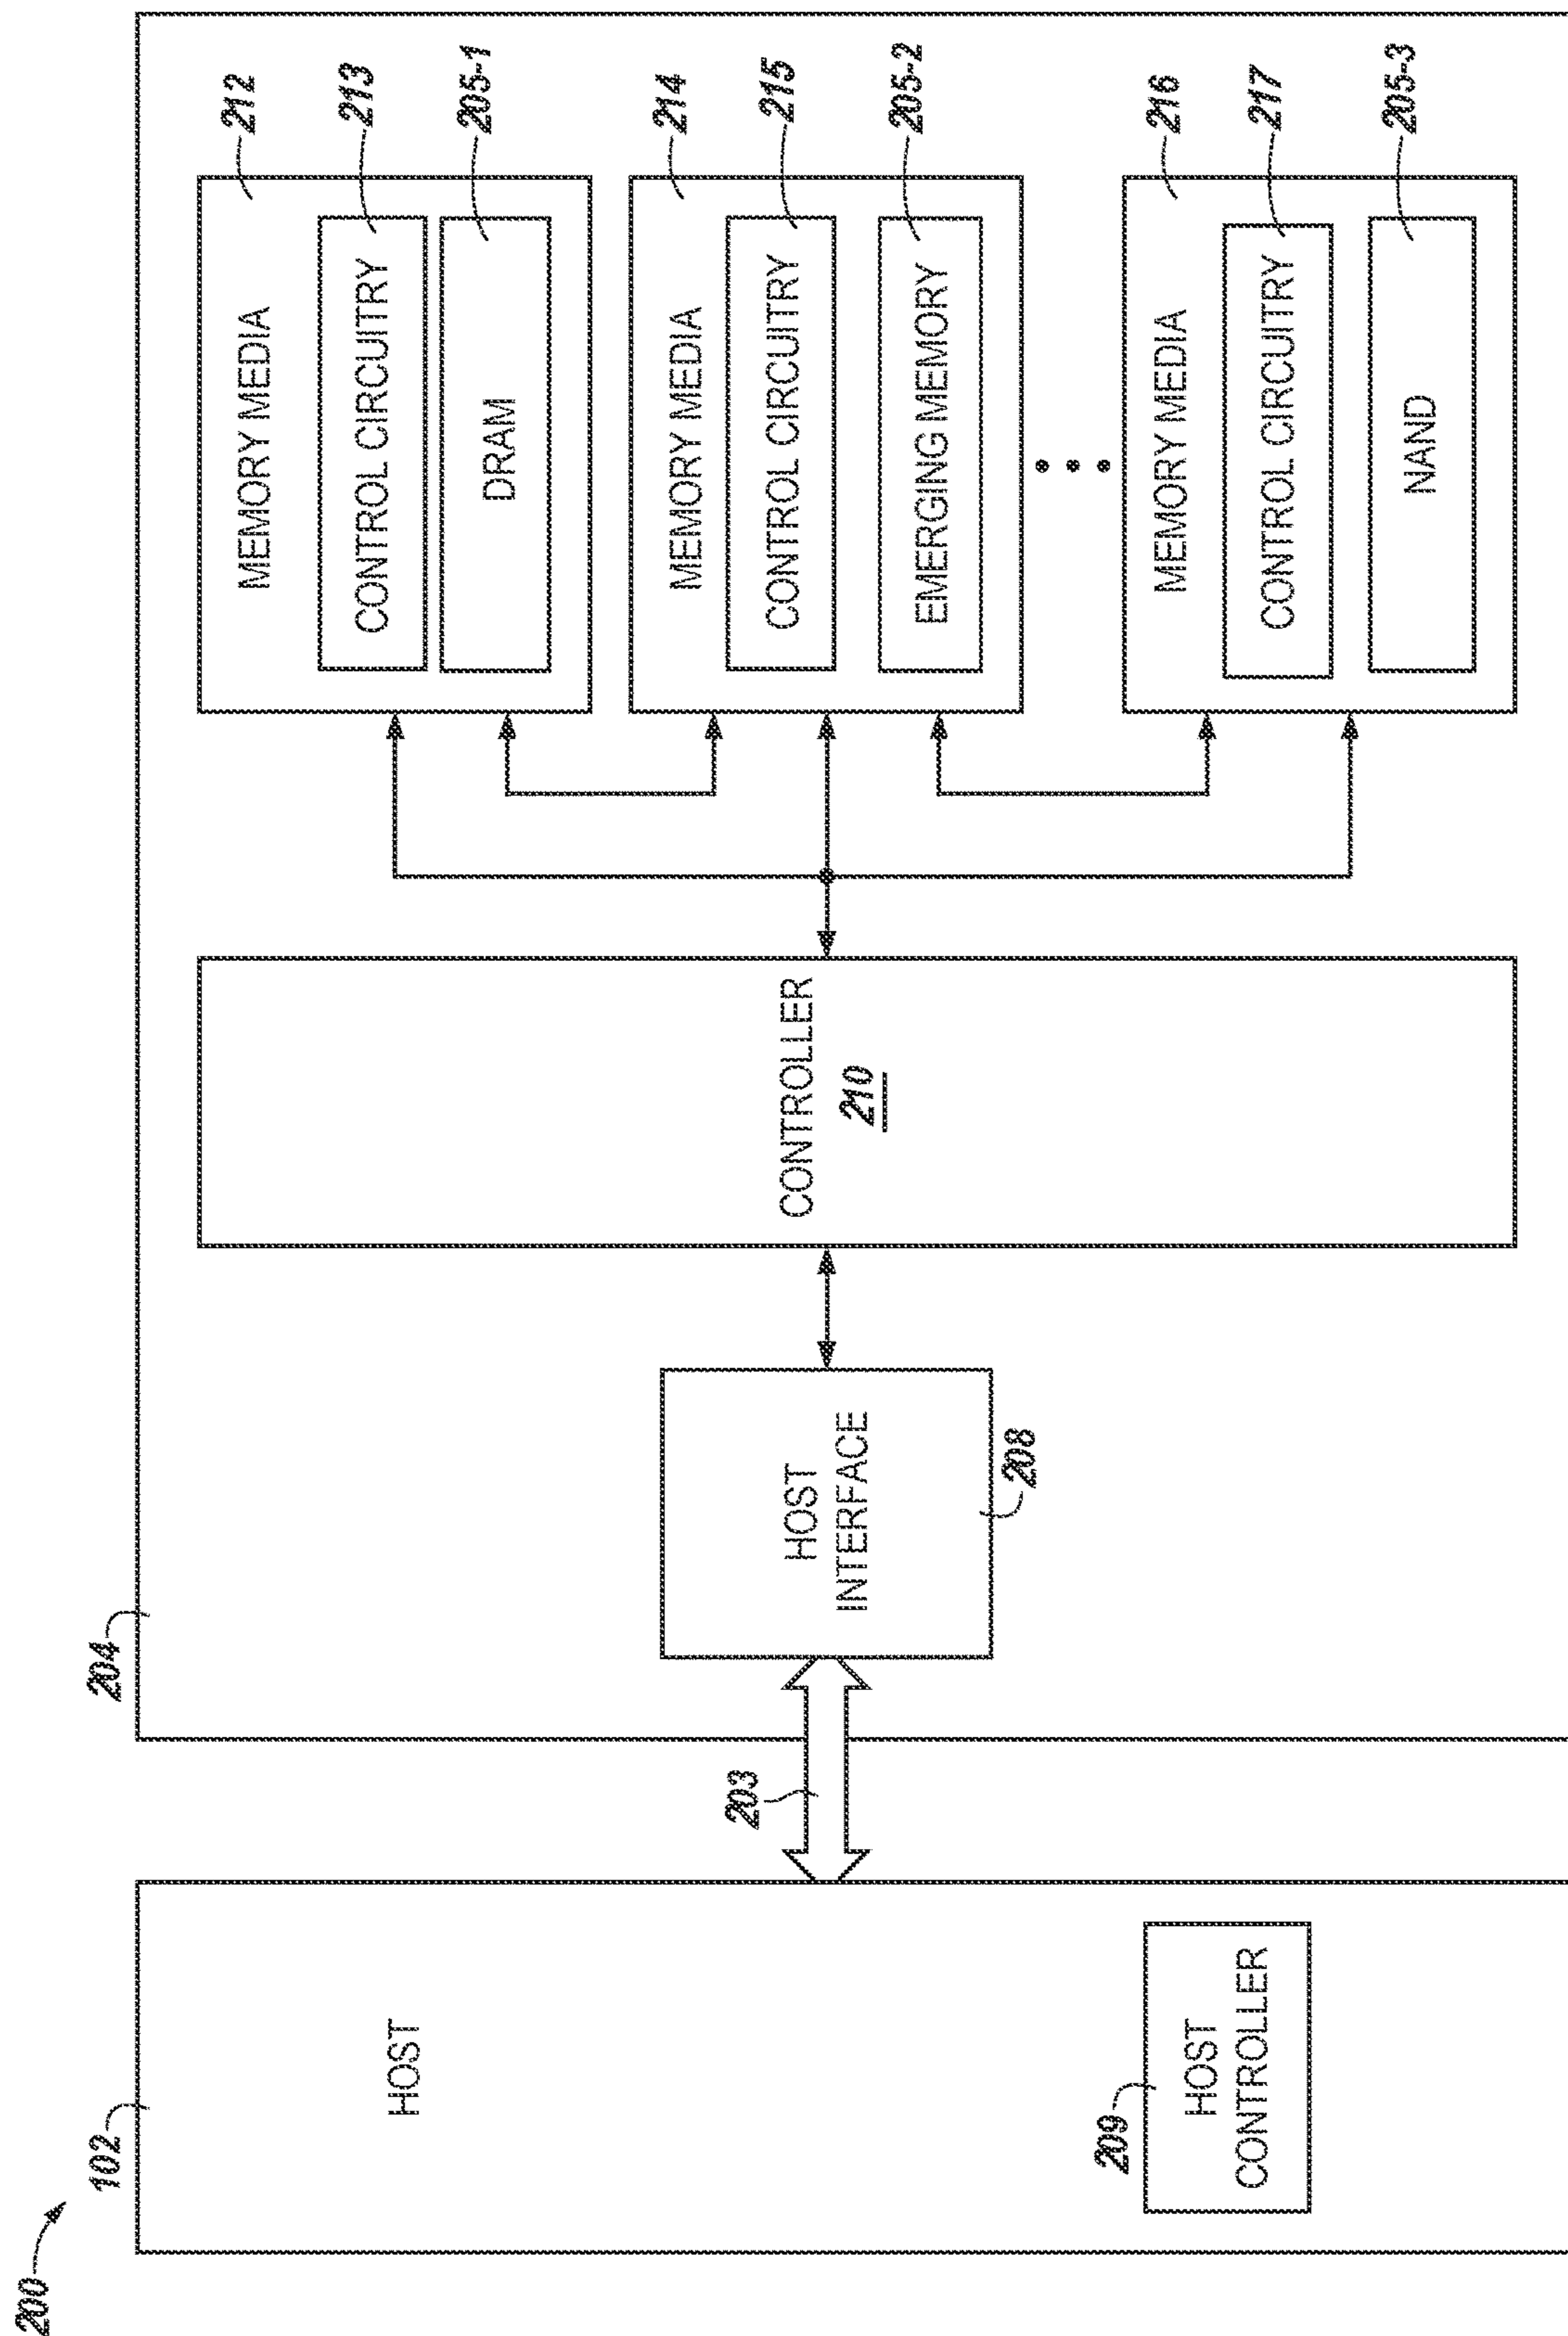 200
102
HOST
209
HOST
CONTROLLER
203
204
HOST
INTERFACE
208
CONTROLLER
210
MEMORY MEDIA
212
CONTROL CIRCUITRY
213
DRAM
205-1
MEMORY MEDIA
214
CONTROL CIRCUITRY
215
EMERGING MEMORY
205-2
MEMORY MEDIA
216
CONTROL CIRCUITRY
217
NAND
205-3